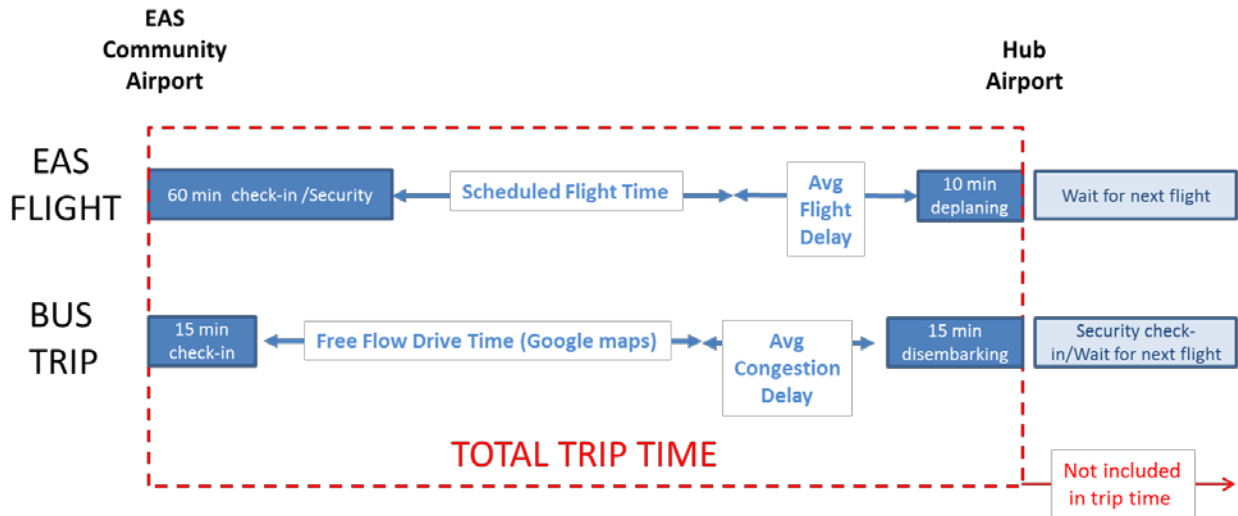 EAS
Community
Airport
Hub
Airport
EAS
FLIGHT
60 min check-in /Security
Scheduled Flight Time
Avg
Flight
Delay
10 min
deplaning
Wait for next flight
BUS
TRIP
15 min
check-in
Free Flow Drive Time (Google maps)
Avg
Congestion
Delay
15 min
disembarking
Security check-
in/Wait for next flight
TOTAL TRIP TIME
Not included
in trip time